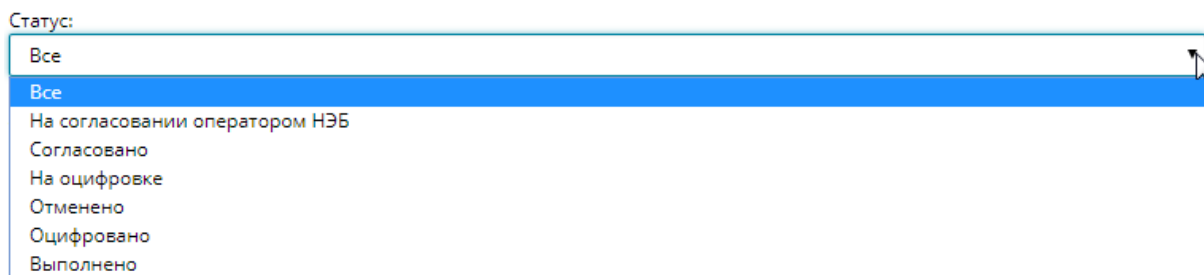 Статус:
Все
Все
На согласовании оператором НЭБ
Согласовано
На оцифровке
Отменено
Оцифровано
Выполнено